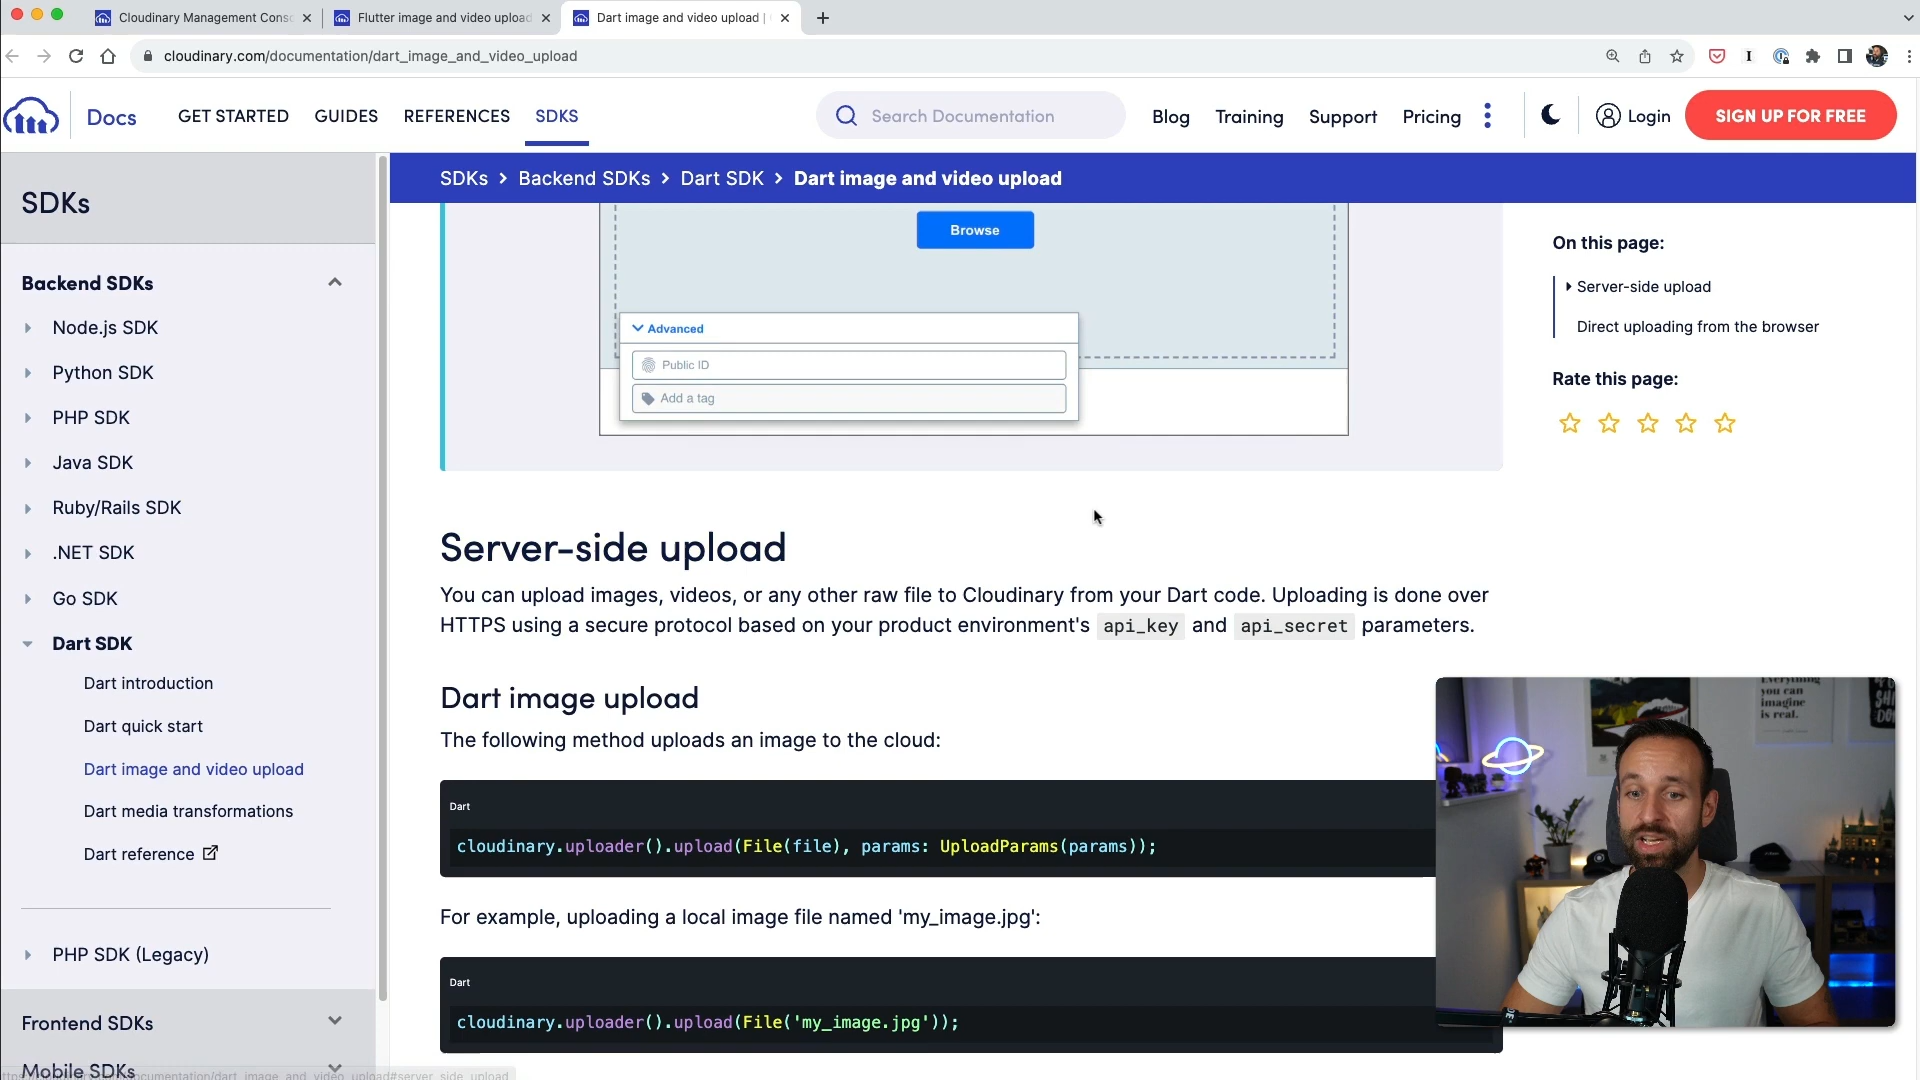 Cloudinary Management Conso
Flutter image and video upload
Dart image and video upload |
cloudinary.com/documentation/dart_image_and_video_upload
Docs
GET STARTED
GUIDES
REFERENCES
SDKS
Search Documentation
Blog
Training
Support
Pricing
Login
SIGN UP FOR FREE
SDKs
Backend SDKs
Node.js SDK
Python SDK
PHP SDK
Java SDK
Ruby/Rails SDK
.NET SDK
Go SDK
Dart SDK
Dart introduction
Dart quick start
Dart image and video upload
Dart media transformations
Dart reference
PHP SDK (Legacy)
Frontend SDKs
Mobile SDKs
SDKs > Backend SDKs > Dart SDK > Dart image and video upload
Browse
Advanced
Public ID
Add a tag
Server-side upload
You can upload images, videos, or any other raw file to Cloudinary from your Dart code. Uploading is done over
HTTPS using a secure protocol based on your product environment's api_key and api_secret parameters.
Dart image upload
The following method uploads an image to the cloud:
Dart
cloudinary.uploader().upload(File(file), params: UploadParams(params));
For example, uploading a local image file named 'my_image.jpg':
Dart
cloudinary.uploader().upload(File('my_image.jpg'));
On this page:
Server-side upload
Direct uploading from the browser
Rate this page:
Everything
you can
imagine
is real.